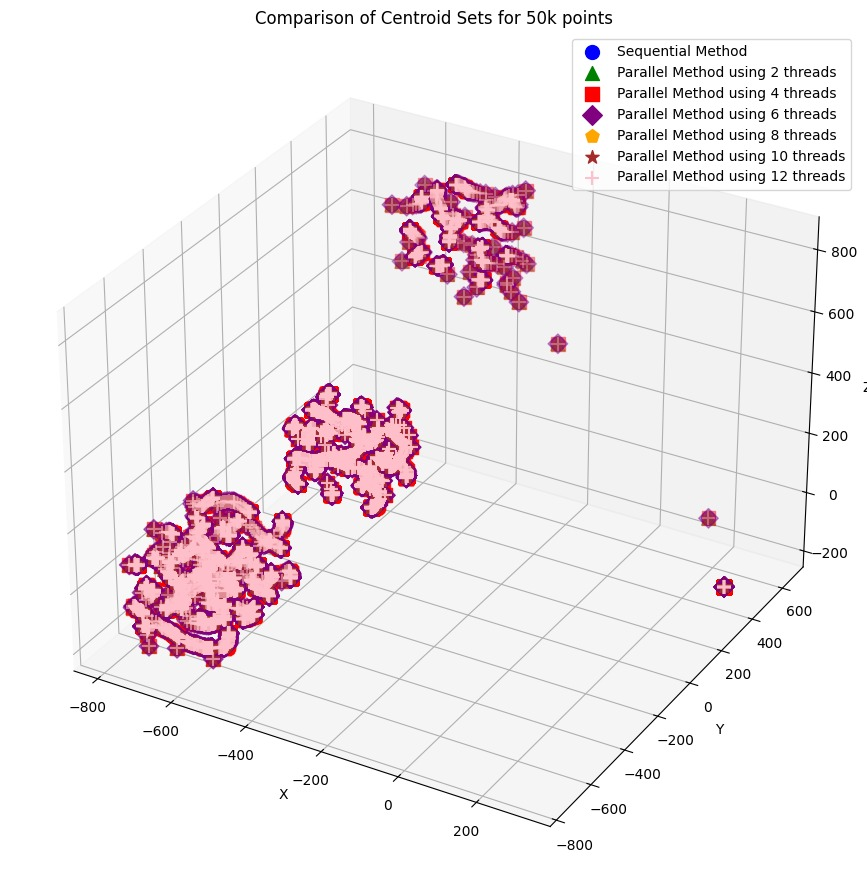 Comparison of Centroid Sets for 50k points
Sequential Method
Parallel Method using 2 threads
Parallel Method using 4 threads
Parallel Method using 6 threads
Parallel Method using 8 threads
Parallel Method using 10 threads
Parallel Method using 12 threads
800
600
400
200
0
−200
Z
600
400
200
0
−200
−400
−600
−800
Y
−800
−600
−400
−200
0
200
X